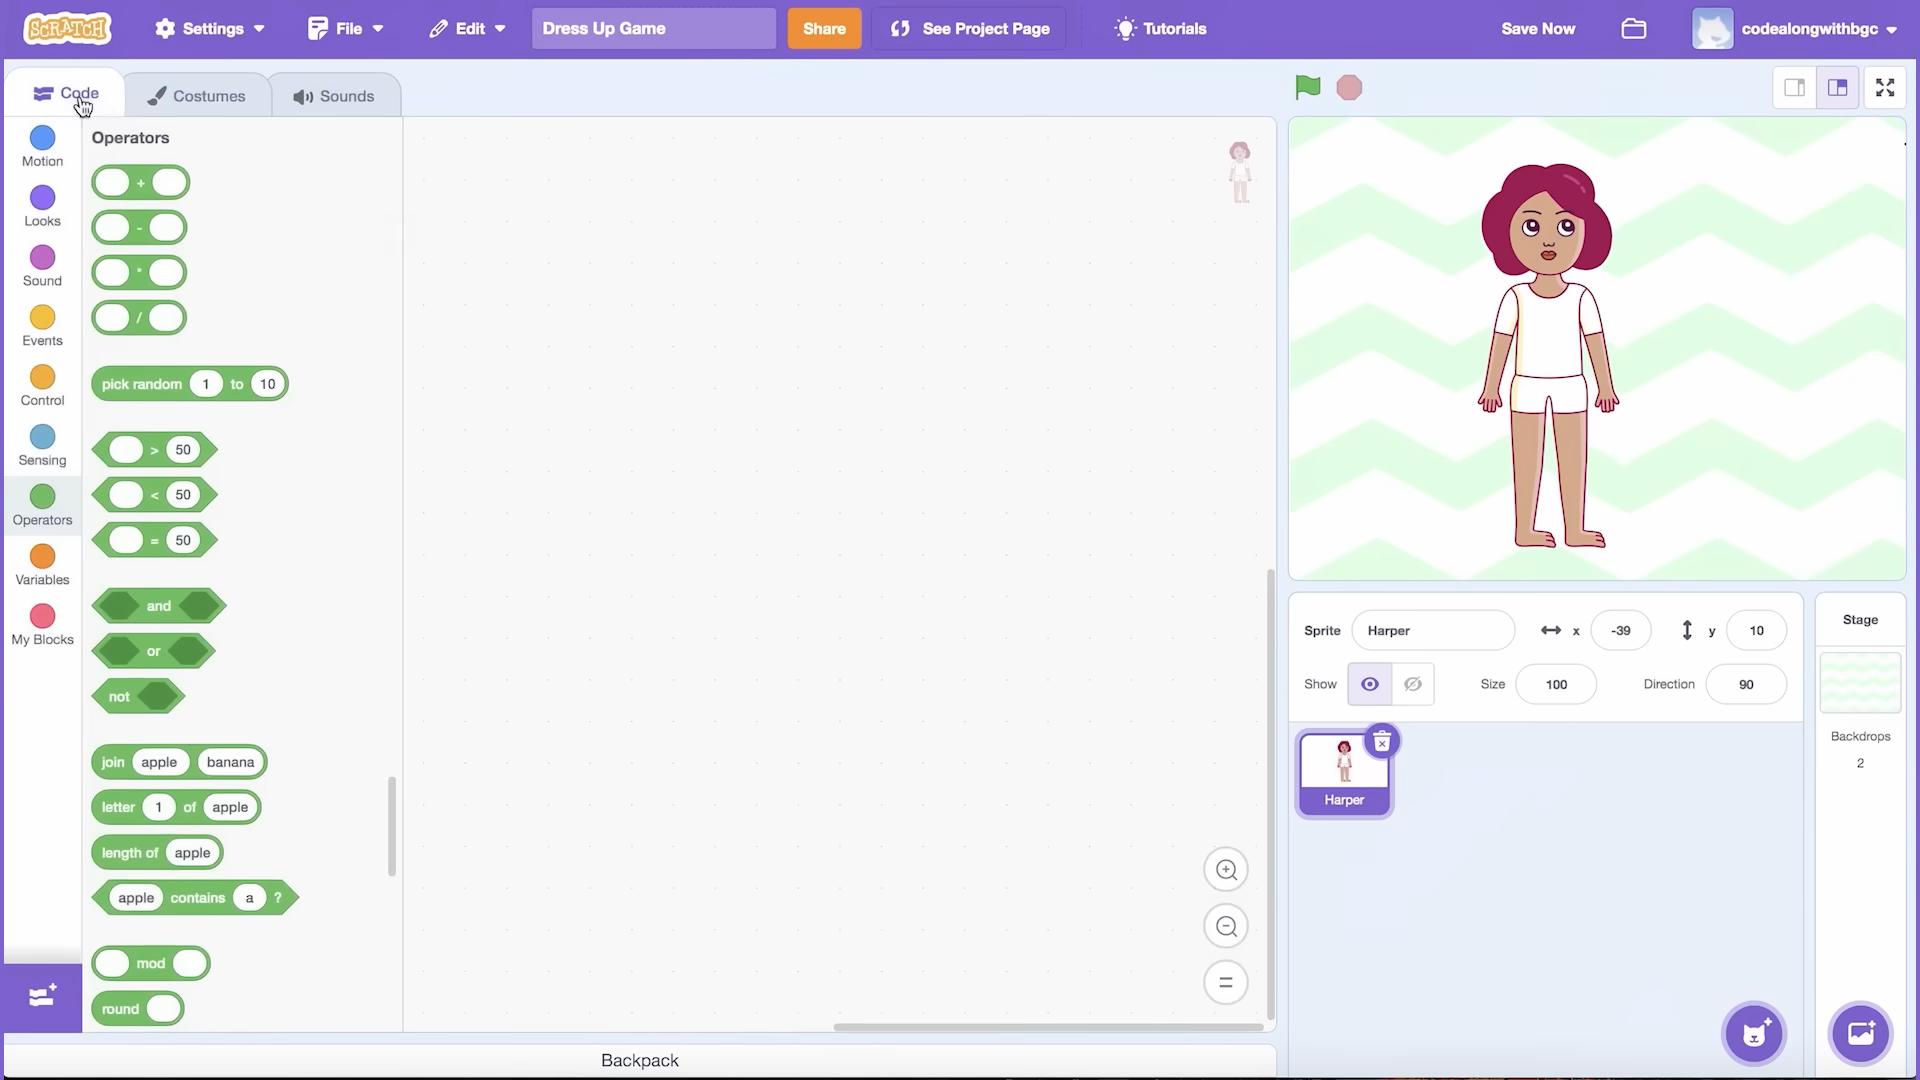 SCRATCH Settings File Edit Dress Up Game Share See Project Page Tutorials Save Now codealongwithbgc
Code Costumes Sounds
Motion
Looks
Sound
Events
Control
Sensing
Operators
Variables
My Blocks
Operators
+
-
*
/
pick random 1 to 10
> 50
< 50
= 50
and
or
not
join apple banana
letter 1 of apple
length of apple
apple contains a ?
mod
round
Backpack
Sprite Harper x -39 y 10
Show Size 100 Direction 90
Harper
Stage
Backdrops
2